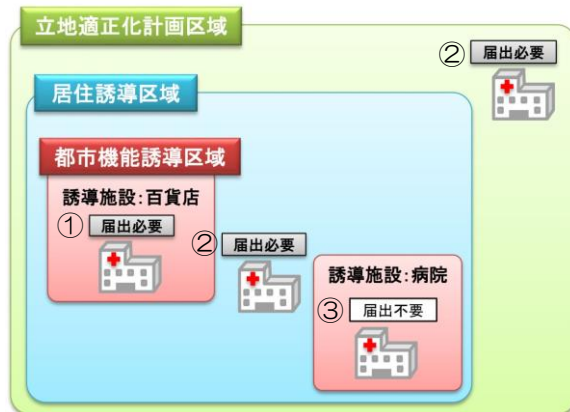 立地適正化計画区域
② 届出必要
居住誘導区域
都市機能誘導区域
誘導施設:百貨店
① 届出必要
② 届出必要
誘導施設:病院
③ 届出不要